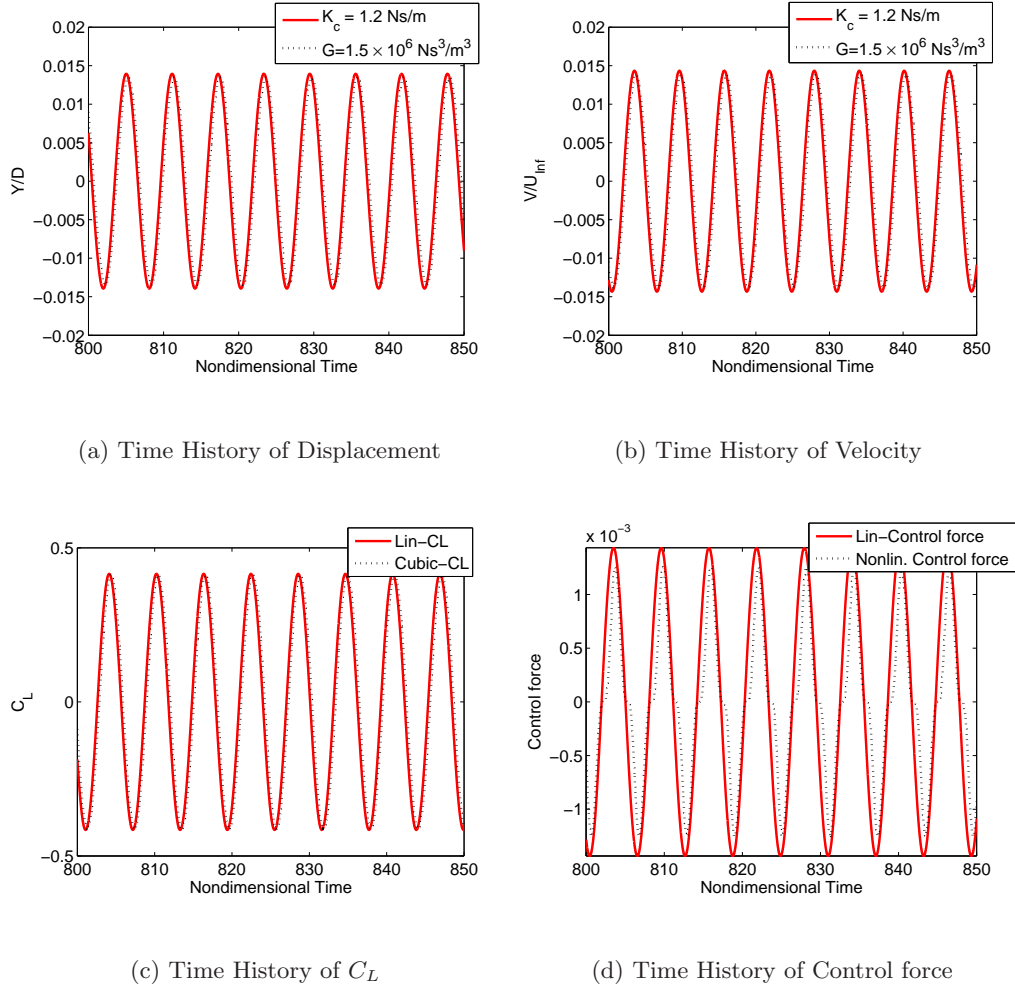 K_c = 1.2 Ns/m
G=1.5 × 10^6 Ns^3/m^3
0.02
0.015
0.01
0.005
0
−0.005
−0.01
−0.015
−0.02
Y/D
800 810 820 830 840 850
Nondimensional Time
(a) Time History of Displacement
K_c = 1.2 Ns/m
G=1.5 × 10^6 Ns^3/m^3
0.02
0.015
0.01
0.005
0
−0.005
−0.01
−0.015
−0.02
V/U_Inf
800 810 820 830 840 850
Nondimensional Time
(b) Time History of Velocity
Lin−CL
Cubic−CL
0.5
0
−0.5
C_L
800 810 820 830 840 850
Nondimensional Time
(c) Time History of C_L
x 10^−3
Lin−Control force
Nonlin. Control force
1
0.5
0
−0.5
−1
Control force
800 810 820 830 840 850
Nondimensional Time
(d) Time History of Control force